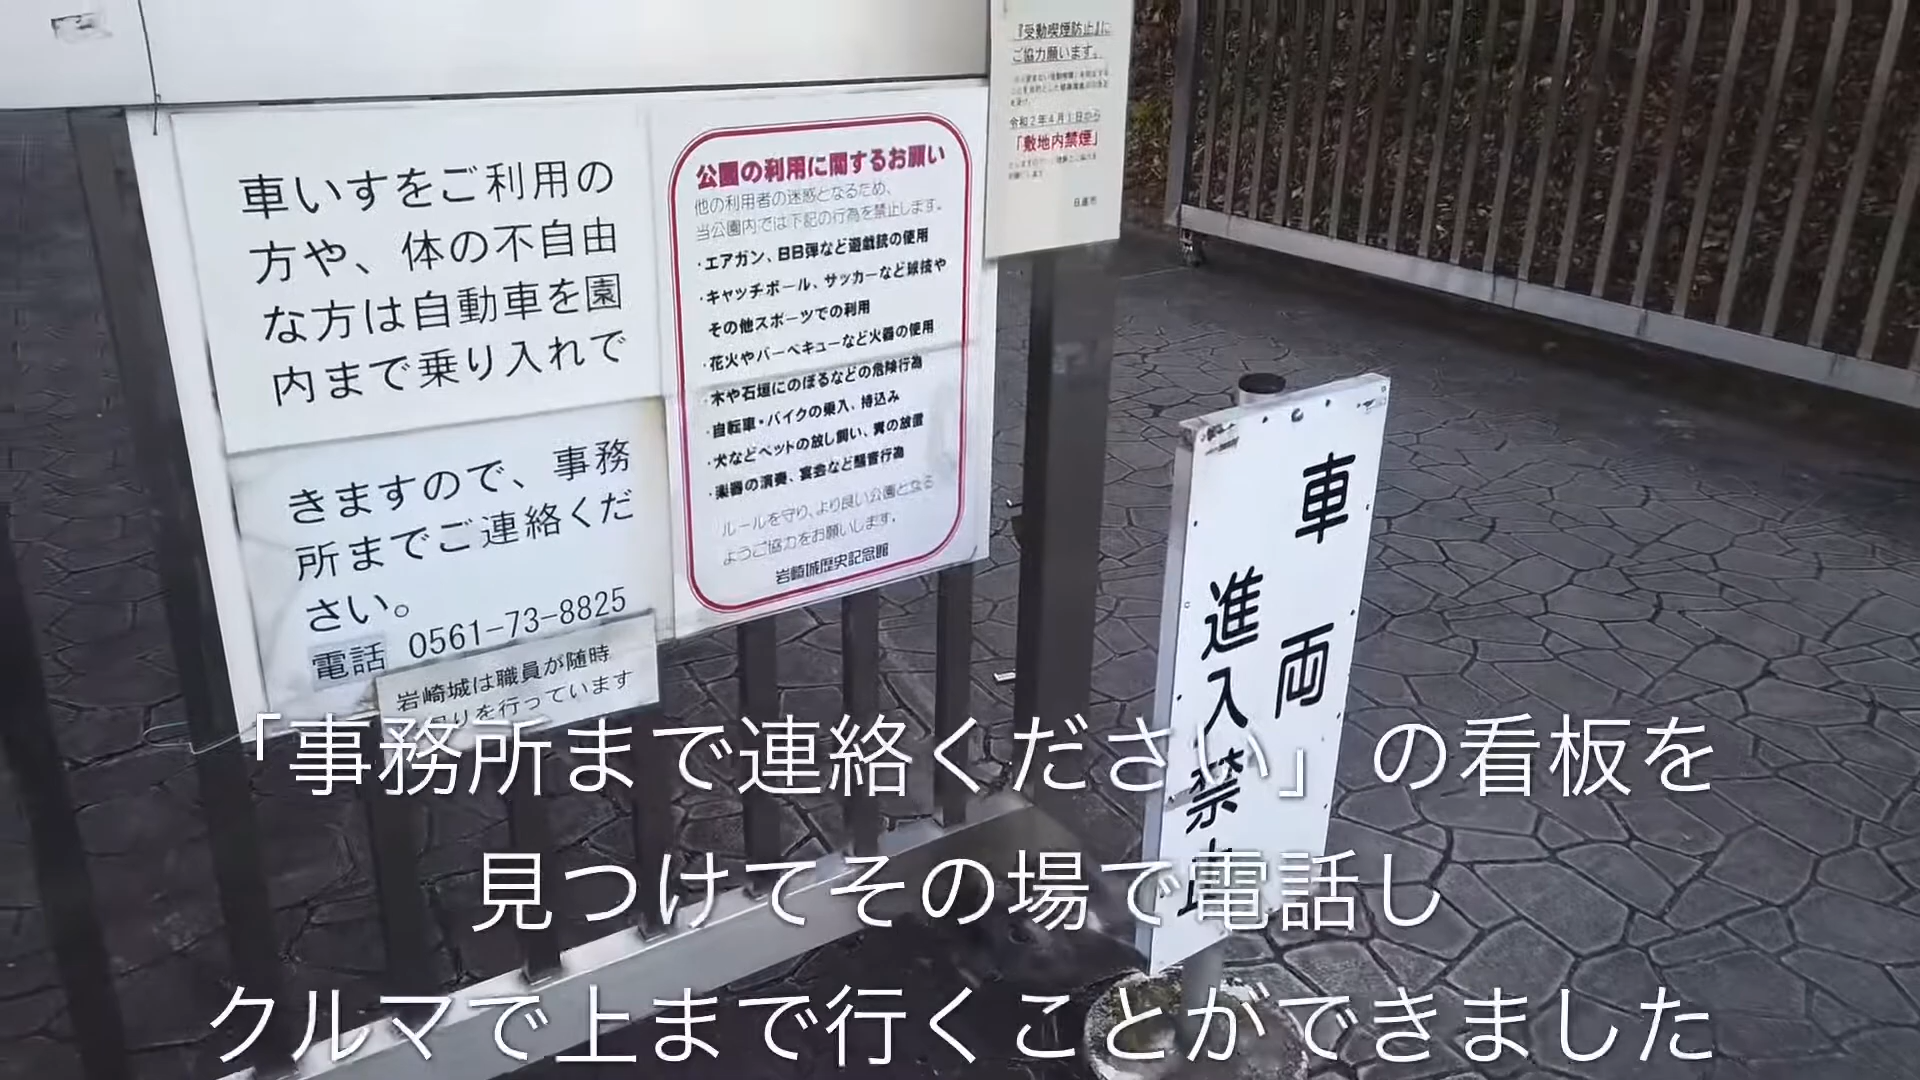 車いすをご利用の
方や、体の不自由
な方は自動車を園
内まで乗り入れで
きますので、事務
所までご連絡くだ
さい。
電話 0561-73-8825
岩崎城は職員が随時
りを行っています
公園の利用に関するお願い
他の利用者の迷惑となるため、
当公園内では下記の行為を禁止します。
・エアガン、BB弾など遊戯銃の使用
・キャッチボール、サッカーなど球技や
その他スポーツでの利用
・花火やバーベキューなど火器の使用
・木や石垣にのぼるなどの危険行為
・自転車・バイクの乗入、持込み
・犬などペットの放し飼い、糞の放置
・楽器の演奏、宴会など騒音行為
ルールを守り、より良い公園となる
ようご協力をお願いします。
岩崎城歴史記念館
『受動喫煙防止』に
ご協力願います。
令和2年4月1日から
「敷地内禁煙」
日進市
車両
進入禁止
「事務所まで連絡ください」の看板を
見つけてその場で電話し
クルマで上まで行くことができました